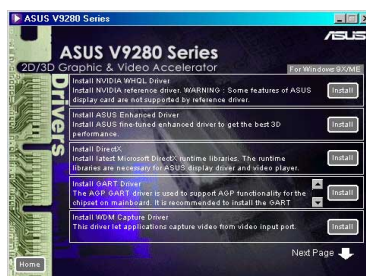 ASUS V9280 Series
ASUS
ASUS V9280 Series
2D/3D Graphic & Video Accelerator
For Windows 9X/ME
Drivers
Install NVIDIA WHQL Driver
Install NVIDIA reference driver. WARNING : Some features of ASUS
display card are not supported by reference driver.
Install
Install ASUS Enhanced Driver
Install ASUS fine-tuned enhanced driver to get the best 3D
performance.
Install
Install DirectX
Install latest Microsoft DirectX runtime libraries. The runtime
libraries are necessary for ASUS display driver and video player.
Install
Install GART Driver
The AGP GART driver is used to support AGP functionality for the
chipset on mainboard. It is recommended to install the GART
Install
Install WDM Capture Driver
This driver let applications capture video from video input port.
Install
Next Page
Home